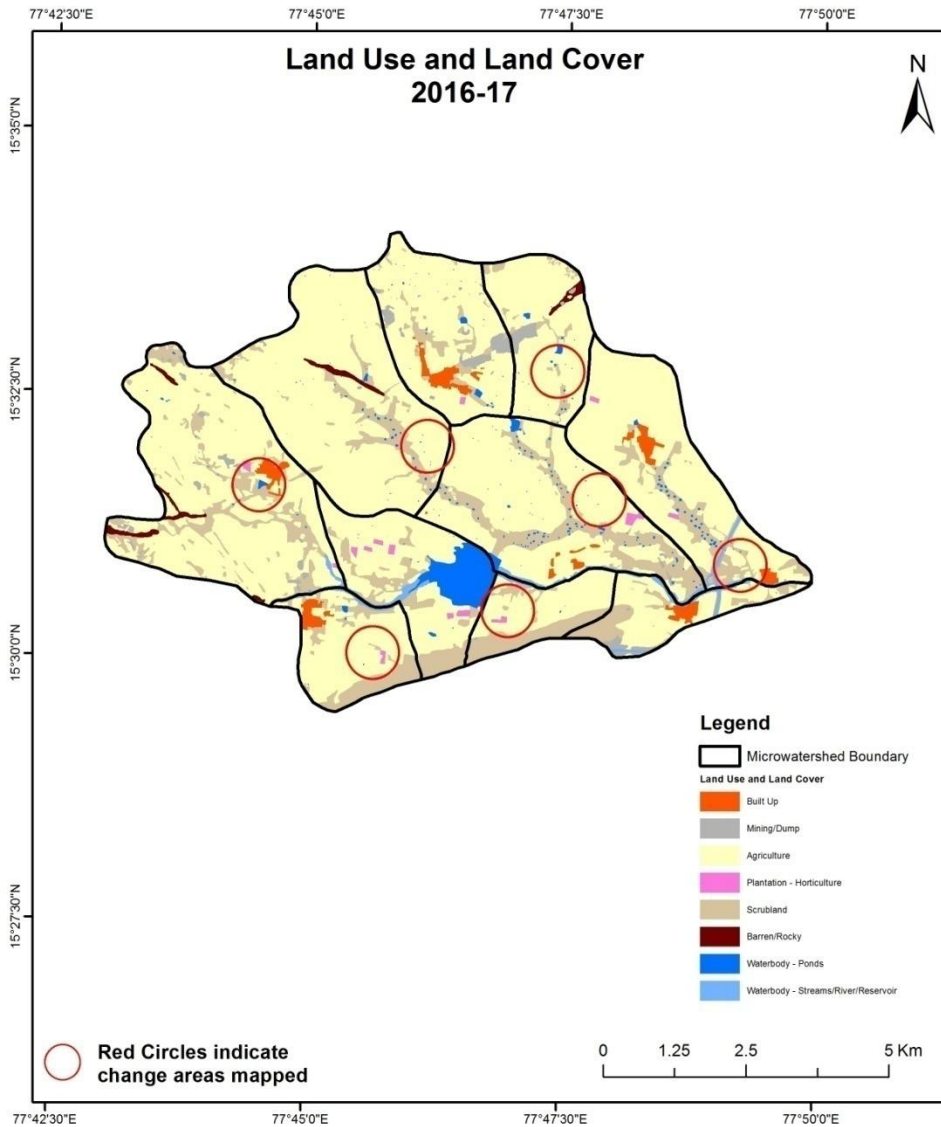 77°42'30"E 77°45'0"E 77°47'30"E 77°50'0"E
Land Use and Land Cover
2016-17
N
15°35'0"N
15°32'30"N
15°30'0"N
15°27'30"N
Legend
Microwatershed Boundary
Land Use and Land Cover
Built Up
Mining/Dump
Agriculture
Plantation - Horticulture
Scrubland
Barren/Rocky
Waterbody - Ponds
Waterbody - Streams/River/Reservoir
Red Circles indicate
change areas mapped
0 1.25 2.5 5 Km
77°42'30"E 77°45'0"E 77°47'30"E 77°50'0"E